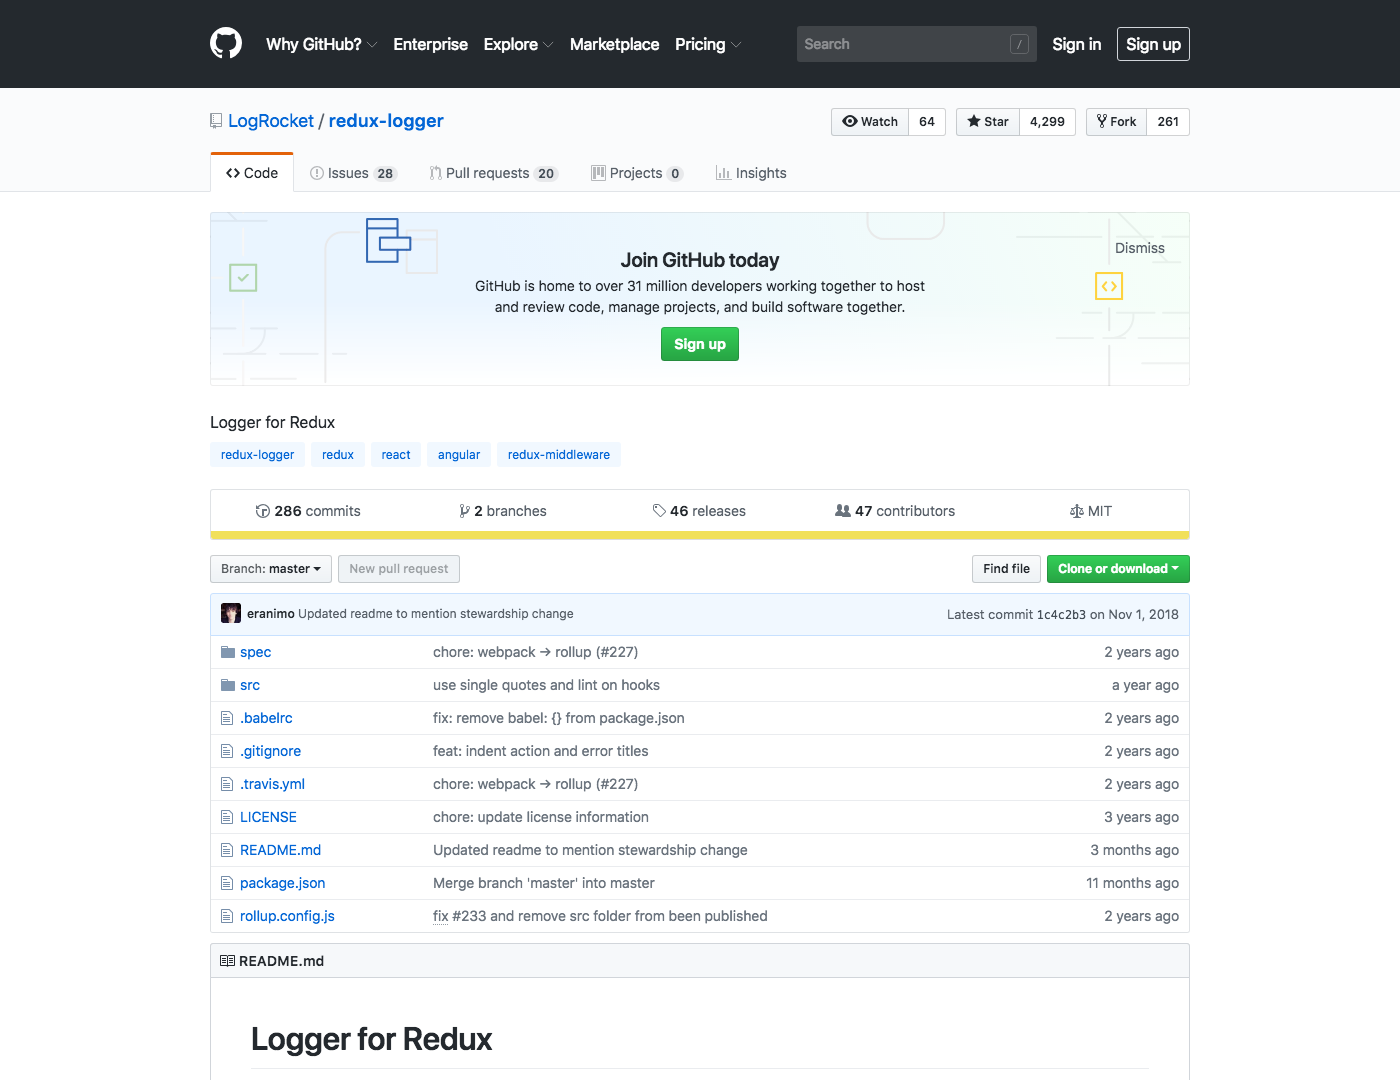 Why GitHub? Enterprise Explore Marketplace Pricing Search / Sign in Sign up
LogRocket / redux-logger Watch 64 Star 4,299 Fork 261
Code Issues 28 Pull requests 20 Projects 0 Insights
Dismiss
Join GitHub today
GitHub is home to over 31 million developers working together to host
and review code, manage projects, and build software together.
Sign up
Logger for Redux
redux-logger redux react angular redux-middleware
286 commits 2 branches 46 releases 47 contributors MIT
Branch: master New pull request Find file Clone or download
eranimo Updated readme to mention stewardship change Latest commit 1c4c2b3 on Nov 1, 2018
spec chore: webpack → rollup (#227) 2 years ago
src use single quotes and lint on hooks a year ago
.babelrc fix: remove babel: {} from package.json 2 years ago
.gitignore feat: indent action and error titles 2 years ago
.travis.yml chore: webpack → rollup (#227) 2 years ago
LICENSE chore: update license information 3 years ago
README.md Updated readme to mention stewardship change 3 months ago
package.json Merge branch 'master' into master 11 months ago
rollup.config.js fix #233 and remove src folder from been published 2 years ago
README.md
Logger for Redux